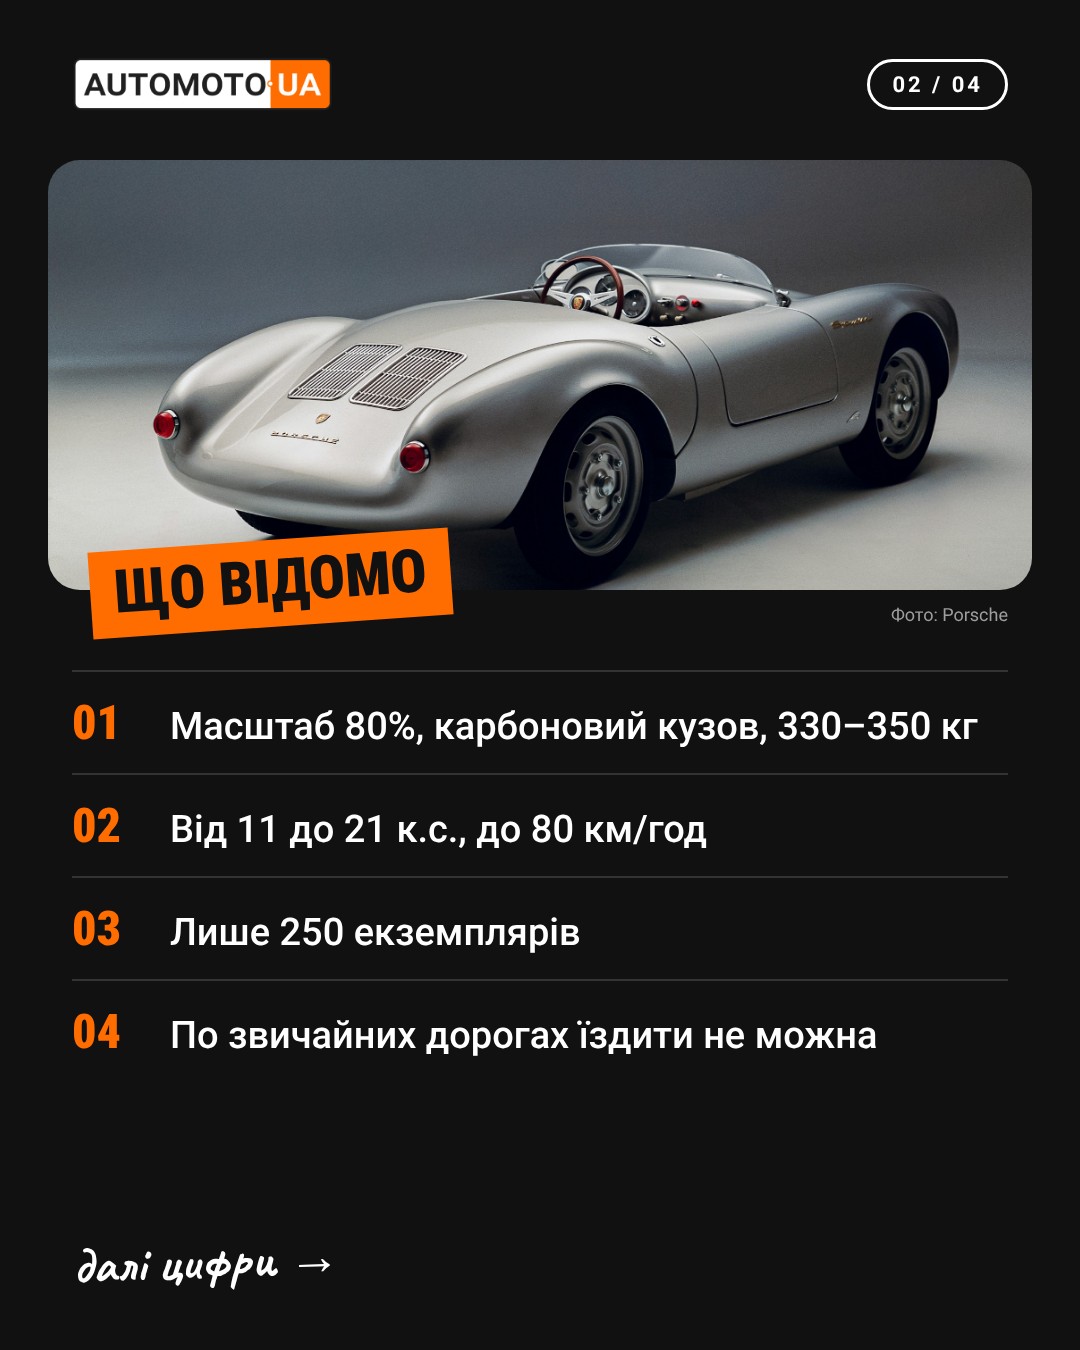 AUTOMOTO UA
02 / 04
PORSCHE
ЩО ВІДОМО
Фото: Porsche
01 Масштаб 80%, карбоновий кузов, 330–350 кг
02 Від 11 до 21 к.с., до 80 км/год
03 Лише 250 екземплярів
04 По звичайних дорогах їздити не можна
далі цифри →